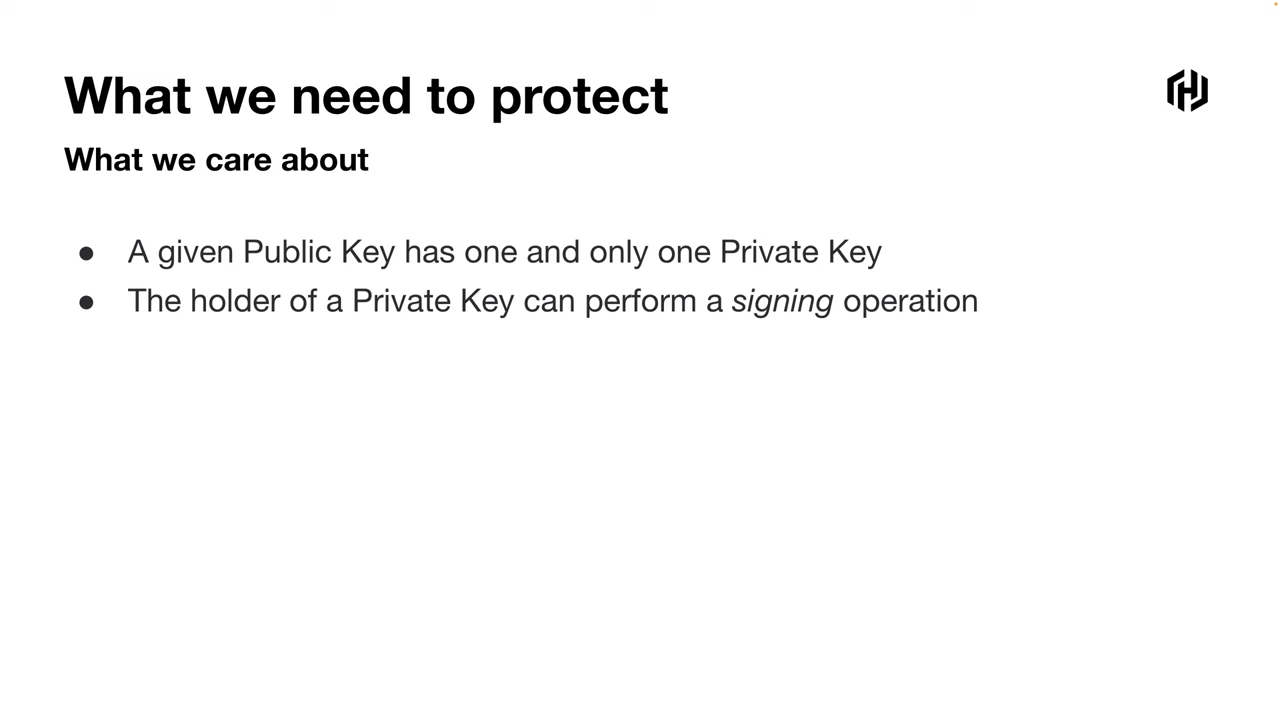 What we need to protect
What we care about
● A given Public Key has one and only one Private Key
● The holder of a Private Key can perform a signing operation